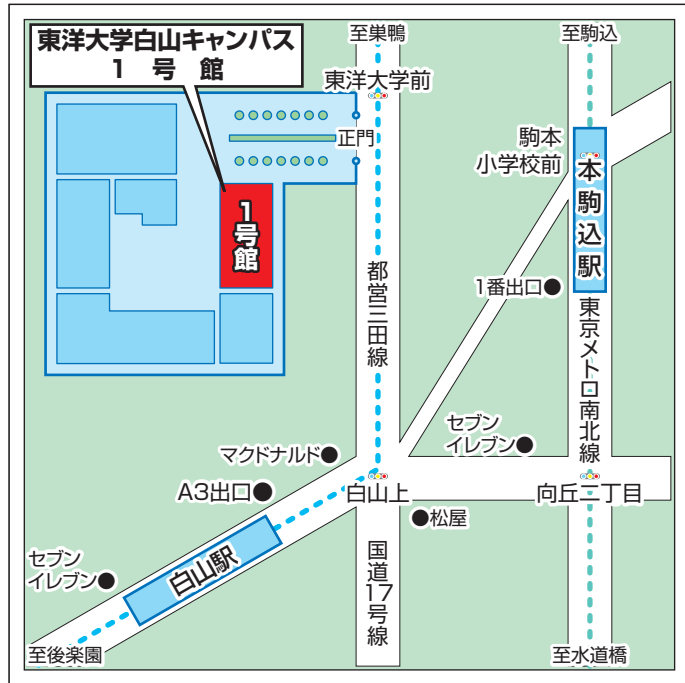 東洋大学白山キャンパス
1 号 館
至巣鴨
至駒込
東洋大学前
正門
駒本
小学校前
本駒込駅
1号館
都営三田線
1番出口
東京メトロ南北線
セブン
イレブン
マクドナルド
A3出口
白山上
向丘二丁目
松屋
白山駅
国道17号線
セブン
イレブン
至後楽園
至水道橋